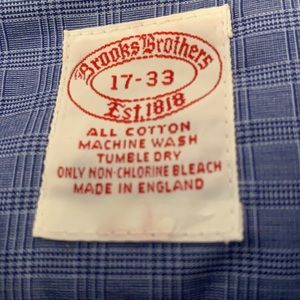 Brooks Brothers
17-33
Est. 1818
ALL COTTON
MACHINE WASH
TUMBLE DRY
ONLY NON-CHLORINE BLEACH
MADE IN ENGLAND